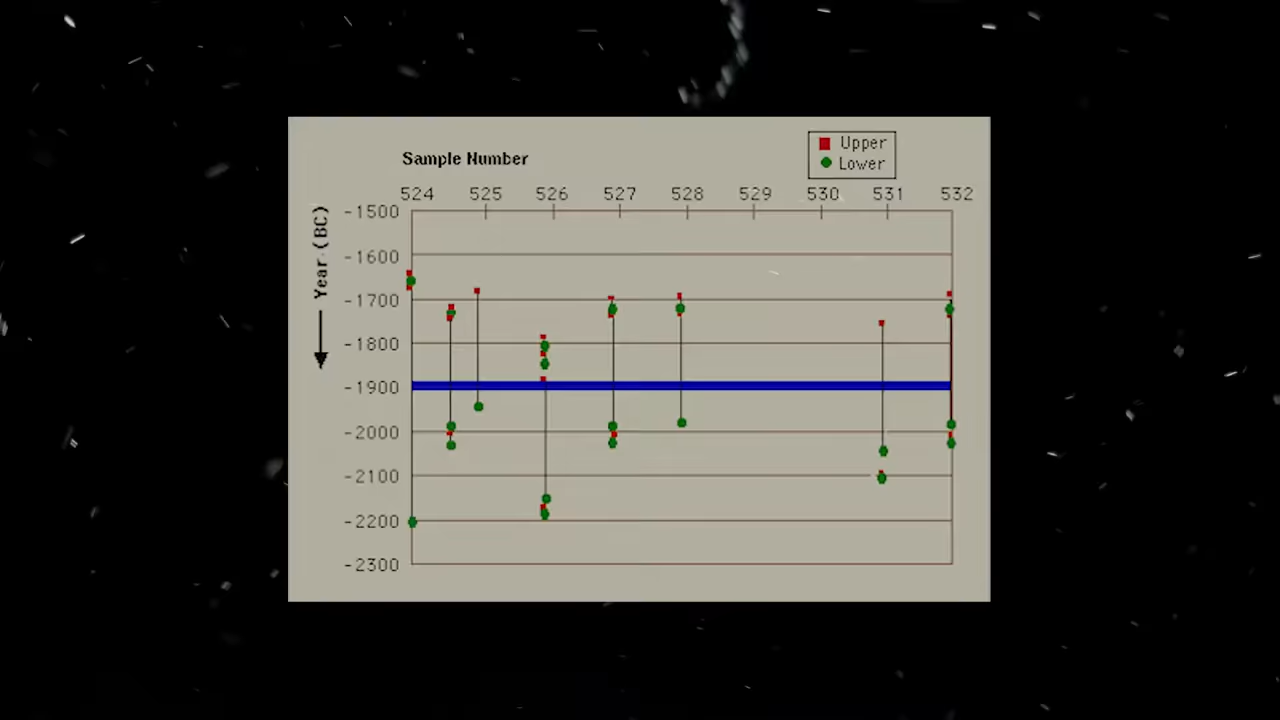 Upper
Lower
Sample Number
524 525 526 527 528 529 530 531 532
Year (BC)
-1500
-1600
-1700
-1800
-1900
-2000
-2100
-2200
-2300